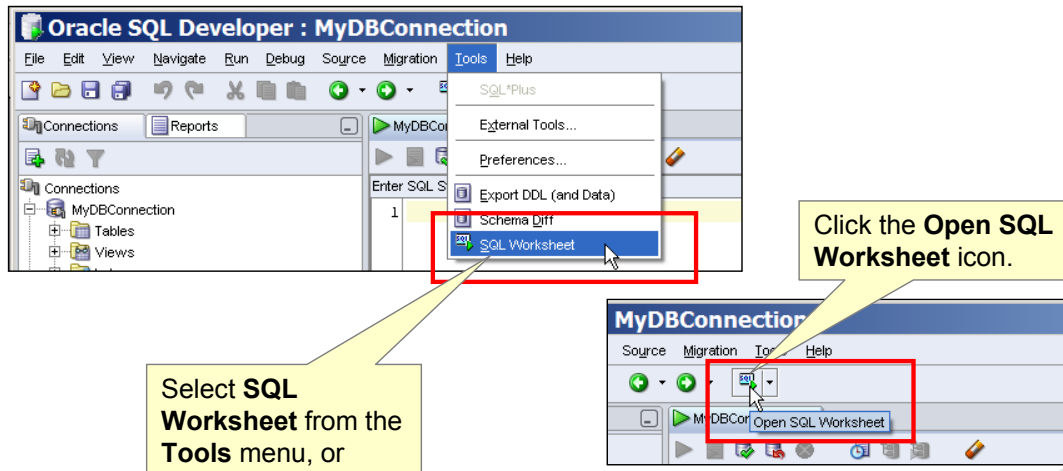 Oracle SQL Developer : MyDBConnection
File Edit View Navigate Run Debug Source Migration Tools Help
SQL*Plus
Connections Reports
External Tools...
Preferences...
Connections
Enter SQL S
Export DDL (and Data)
MyDBConnection
1
Schema Diff
Tables
SQL Worksheet
Views
Click the Open SQL
Worksheet icon.
MyDBConnection
Source Migration Tools Help
Open SQL Worksheet
Select SQL
Worksheet from the
Tools menu, or